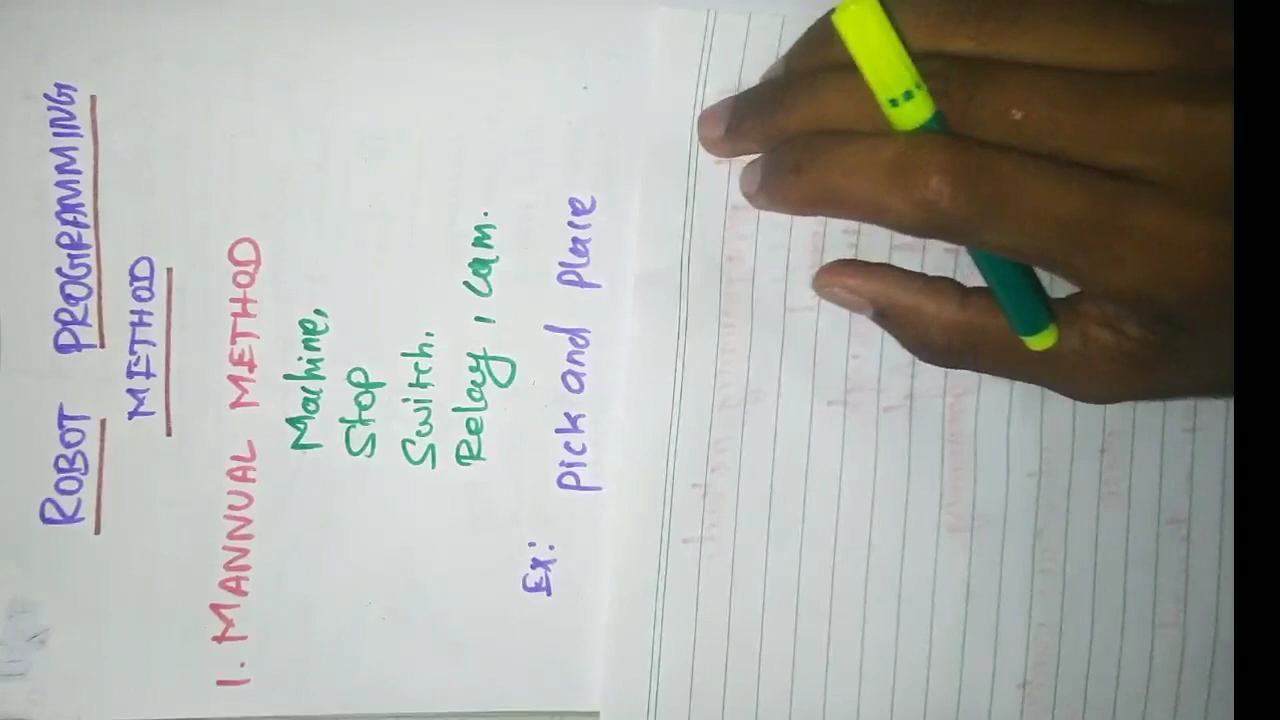 ROBOT PROGRAMMING
METHOD
1. MANNUAL METHOD
Machine,
Stop
Switch.
Relay, Cam.
Ex:
Pick and Place